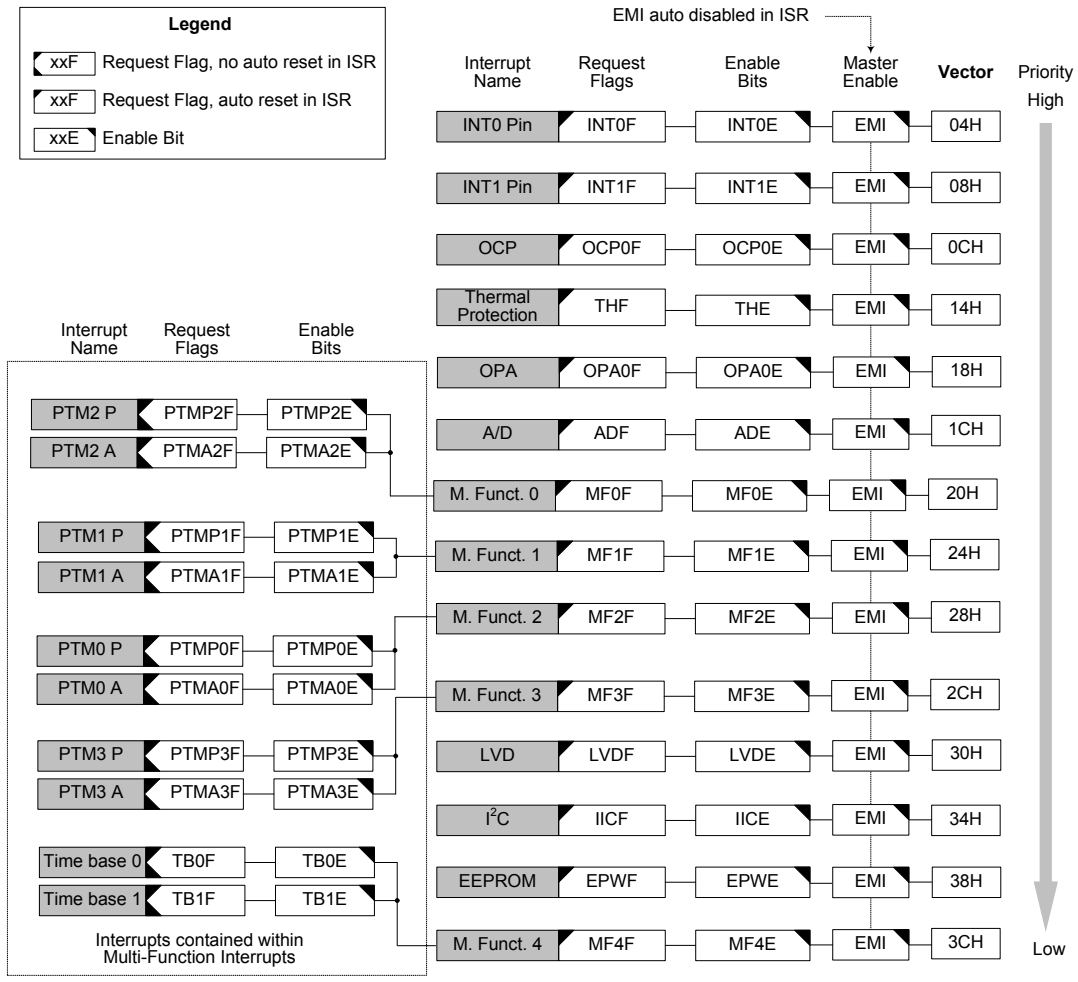 Legend
xxF Request Flag, no auto reset in ISR
xxF Request Flag, auto reset in ISR
xxE Enable Bit
EMI auto disabled in ISR
Interrupt Name Request Flags Enable Bits Master Enable Vector Priority
High
INT0 Pin INT0F INT0E EMI 04H
INT1 Pin INT1F INT1E EMI 08H
OCP OCP0F OCP0E EMI 0CH
Thermal Protection THF THE EMI 14H
OPA OPA0F OPA0E EMI 18H
A/D ADF ADE EMI 1CH
M. Funct. 0 MF0F MF0E EMI 20H
M. Funct. 1 MF1F MF1E EMI 24H
M. Funct. 2 MF2F MF2E EMI 28H
M. Funct. 3 MF3F MF3E EMI 2CH
LVD LVDF LVDE EMI 30H
I²C IICF IICE EMI 34H
EEPROM EPWF EPWE EMI 38H
M. Funct. 4 MF4F MF4E EMI 3CH
Low
Interrupt Name Request Flags Enable Bits
PTM2 P PTMP2F PTMP2E
PTM2 A PTMA2F PTMA2E
PTM1 P PTMP1F PTMP1E
PTM1 A PTMA1F PTMA1E
PTM0 P PTMP0F PTMP0E
PTM0 A PTMA0F PTMA0E
PTM3 P PTMP3F PTMP3E
PTM3 A PTMA3F PTMA3E
Time base 0 TB0F TB0E
Time base 1 TB1F TB1E
Interrupts contained within
Multi-Function Interrupts